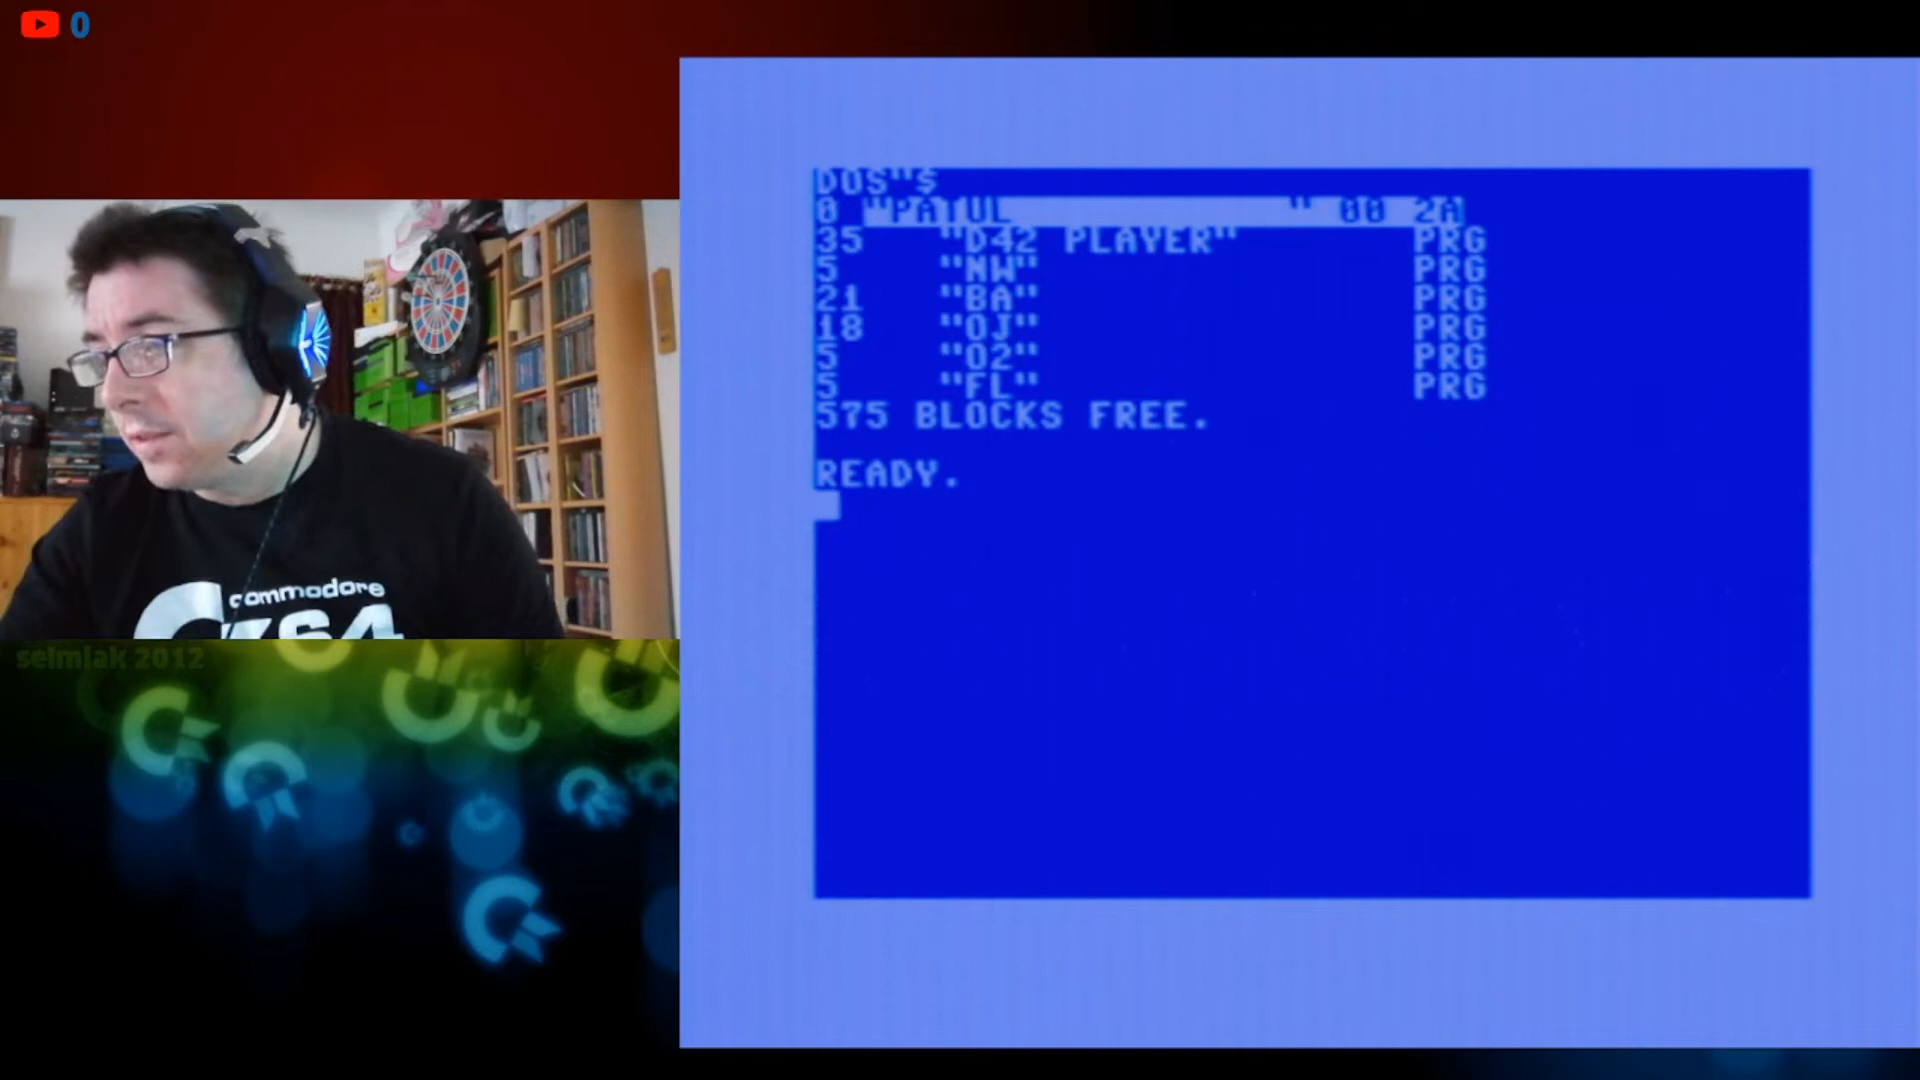 0
DOS"$
0 "PATUL " 00 2A
35 "D42 PLAYER" PRG
5 "NW" PRG
21 "BA" PRG
18 "OJ" PRG
5 "O2" PRG
5 "FL" PRG
575 BLOCKS FREE.
READY.
commodore
C64
selmiak 2012